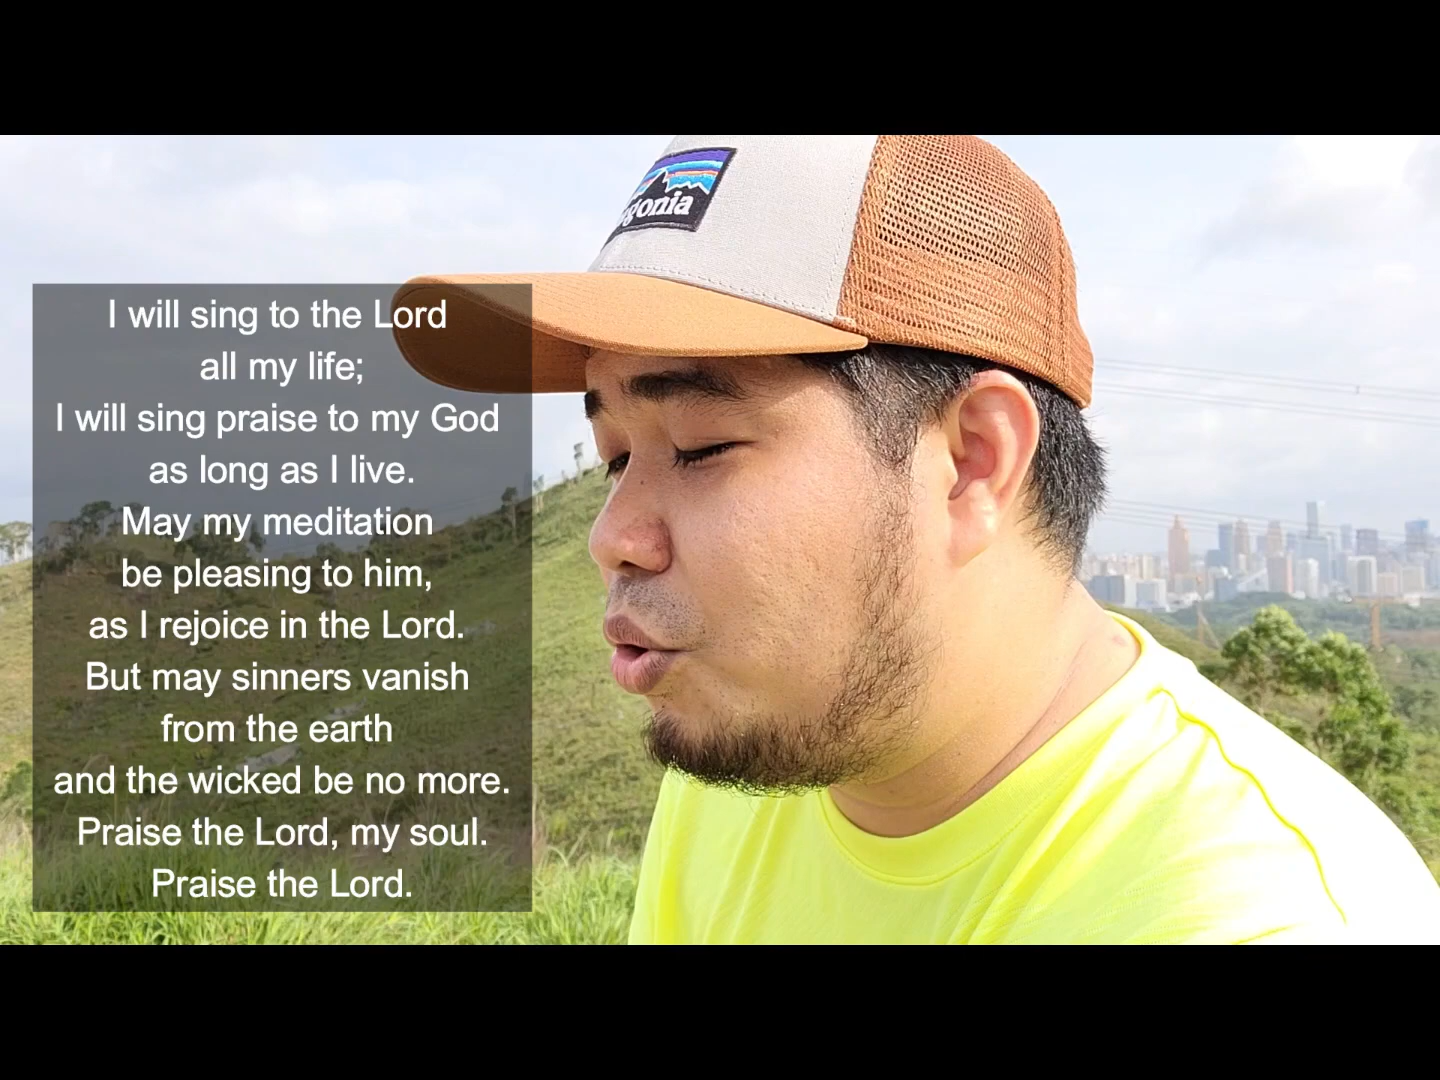 gonia
I will sing to the Lord
all my life;
I will sing praise to my God
as long as I live.
May my meditation
be pleasing to him,
as I rejoice in the Lord.
But may sinners vanish
from the earth
and the wicked be no more.
Praise the Lord, my soul.
Praise the Lord.